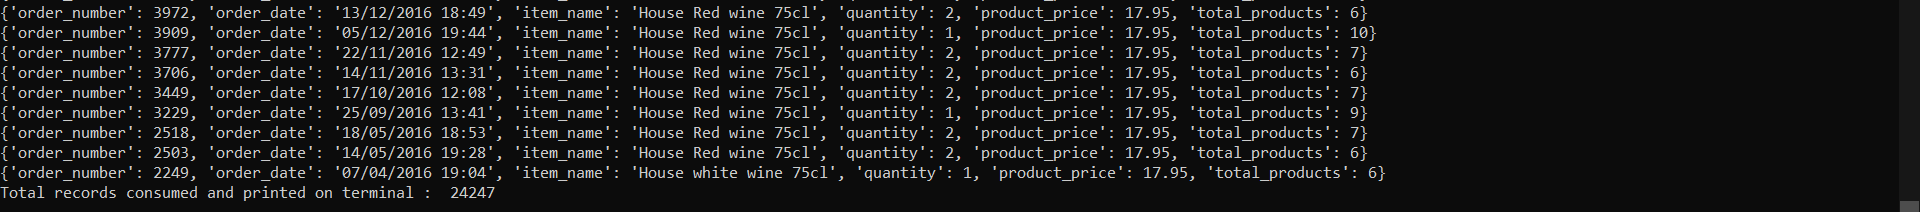 {'order_number': 3972, 'order_date': '13/12/2016 18:49', 'item_name': 'House Red wine 75cl', 'quantity': 2, 'product_price': 17.95, 'total_products': 6}
{'order_number': 3909, 'order_date': '05/12/2016 19:44', 'item_name': 'House Red wine 75cl', 'quantity': 1, 'product_price': 17.95, 'total_products': 10}
{'order_number': 3777, 'order_date': '22/11/2016 12:49', 'item_name': 'House Red wine 75cl', 'quantity': 2, 'product_price': 17.95, 'total_products': 7}
{'order_number': 3706, 'order_date': '14/11/2016 13:31', 'item_name': 'House Red wine 75cl', 'quantity': 2, 'product_price': 17.95, 'total_products': 6}
{'order_number': 3449, 'order_date': '17/10/2016 12:08', 'item_name': 'House Red wine 75cl', 'quantity': 2, 'product_price': 17.95, 'total_products': 7}
{'order_number': 3229, 'order_date': '25/09/2016 13:41', 'item_name': 'House Red wine 75cl', 'quantity': 1, 'product_price': 17.95, 'total_products': 9}
{'order_number': 2518, 'order_date': '18/05/2016 18:53', 'item_name': 'House Red wine 75cl', 'quantity': 2, 'product_price': 17.95, 'total_products': 7}
{'order_number': 2503, 'order_date': '14/05/2016 19:28', 'item_name': 'House Red wine 75cl', 'quantity': 2, 'product_price': 17.95, 'total_products': 6}
{'order_number': 2249, 'order_date': '07/04/2016 19:04', 'item_name': 'House white wine 75cl', 'quantity': 1, 'product_price': 17.95, 'total_products': 6}
Total records consumed and printed on terminal :  24247